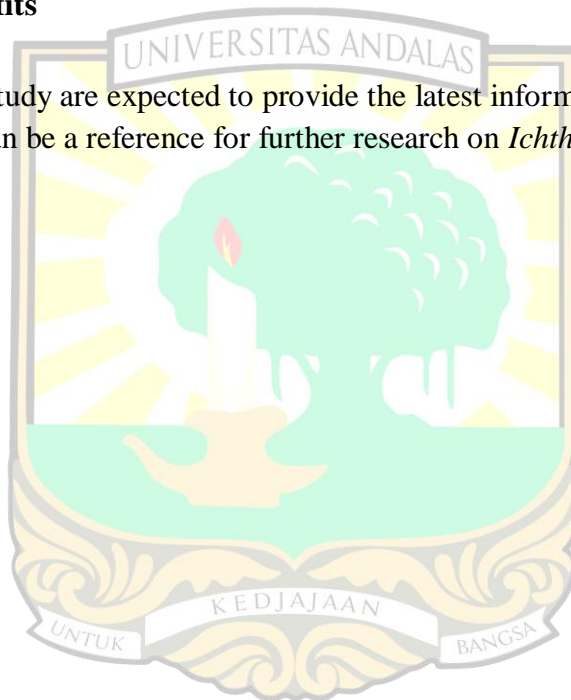 fits
UNIVERSITAS ANDALAS
tudy are expected to provide the latest inform
n be a reference for further research on Ichth
KEDJAJAAN
UNTUK
BANGSA